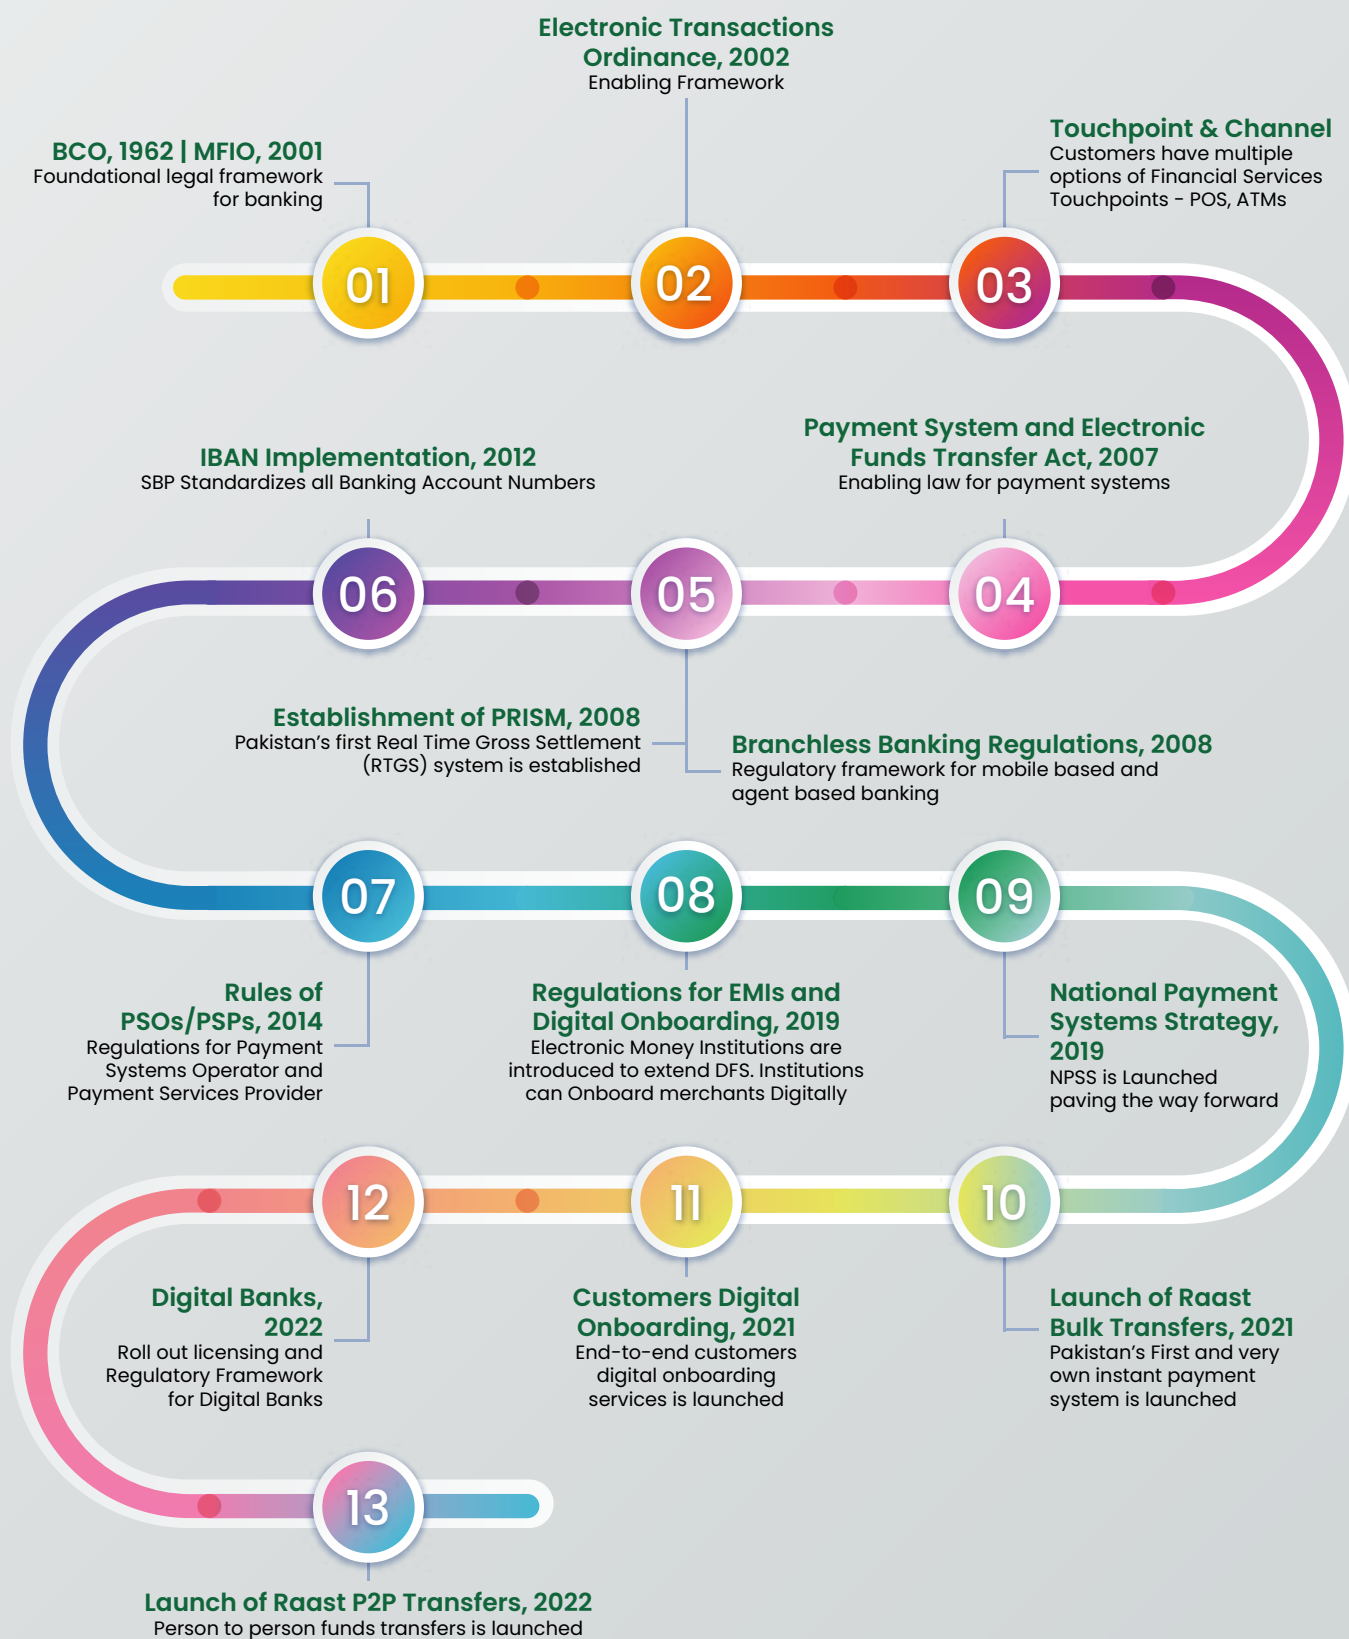 BCO, 1962 | MFIO, 2001
Foundational legal framework
for banking
01
Electronic Transactions
Ordinance, 2002
Enabling Framework
02
Touchpoint & Channel
Customers have multiple
options of Financial Services
Touchpoints - POS, ATMs
03
Payment System and Electronic
Funds Transfer Act, 2007
Enabling law for payment systems
04
05
Establishment of PRISM, 2008
Pakistan’s first Real Time Gross Settlement
(RTGS) system is established
Branchless Banking Regulations, 2008
Regulatory framework for mobile based and
agent based banking
IBAN Implementation, 2012
SBP Standardizes all Banking Account Numbers
06
07
Rules of
PSOs/PSPs, 2014
Regulations for Payment
Systems Operator and
Payment Services Provider
08
Regulations for EMIs and
Digital Onboarding, 2019
Electronic Money Institutions are
introduced to extend DFS. Institutions
can Onboard merchants Digitally
09
National Payment
Systems Strategy,
2019
NPSS is Launched
paving the way forward
10
Launch of Raast
Bulk Transfers, 2021
Pakistan’s First and very
own instant payment
system is launched
11
Customers Digital
Onboarding, 2021
End-to-end customers
digital onboarding
services is launched
12
Digital Banks,
2022
Roll out licensing and
Regulatory Framework
for Digital Banks
13
Launch of Raast P2P Transfers, 2022
Person to person funds transfers is launched